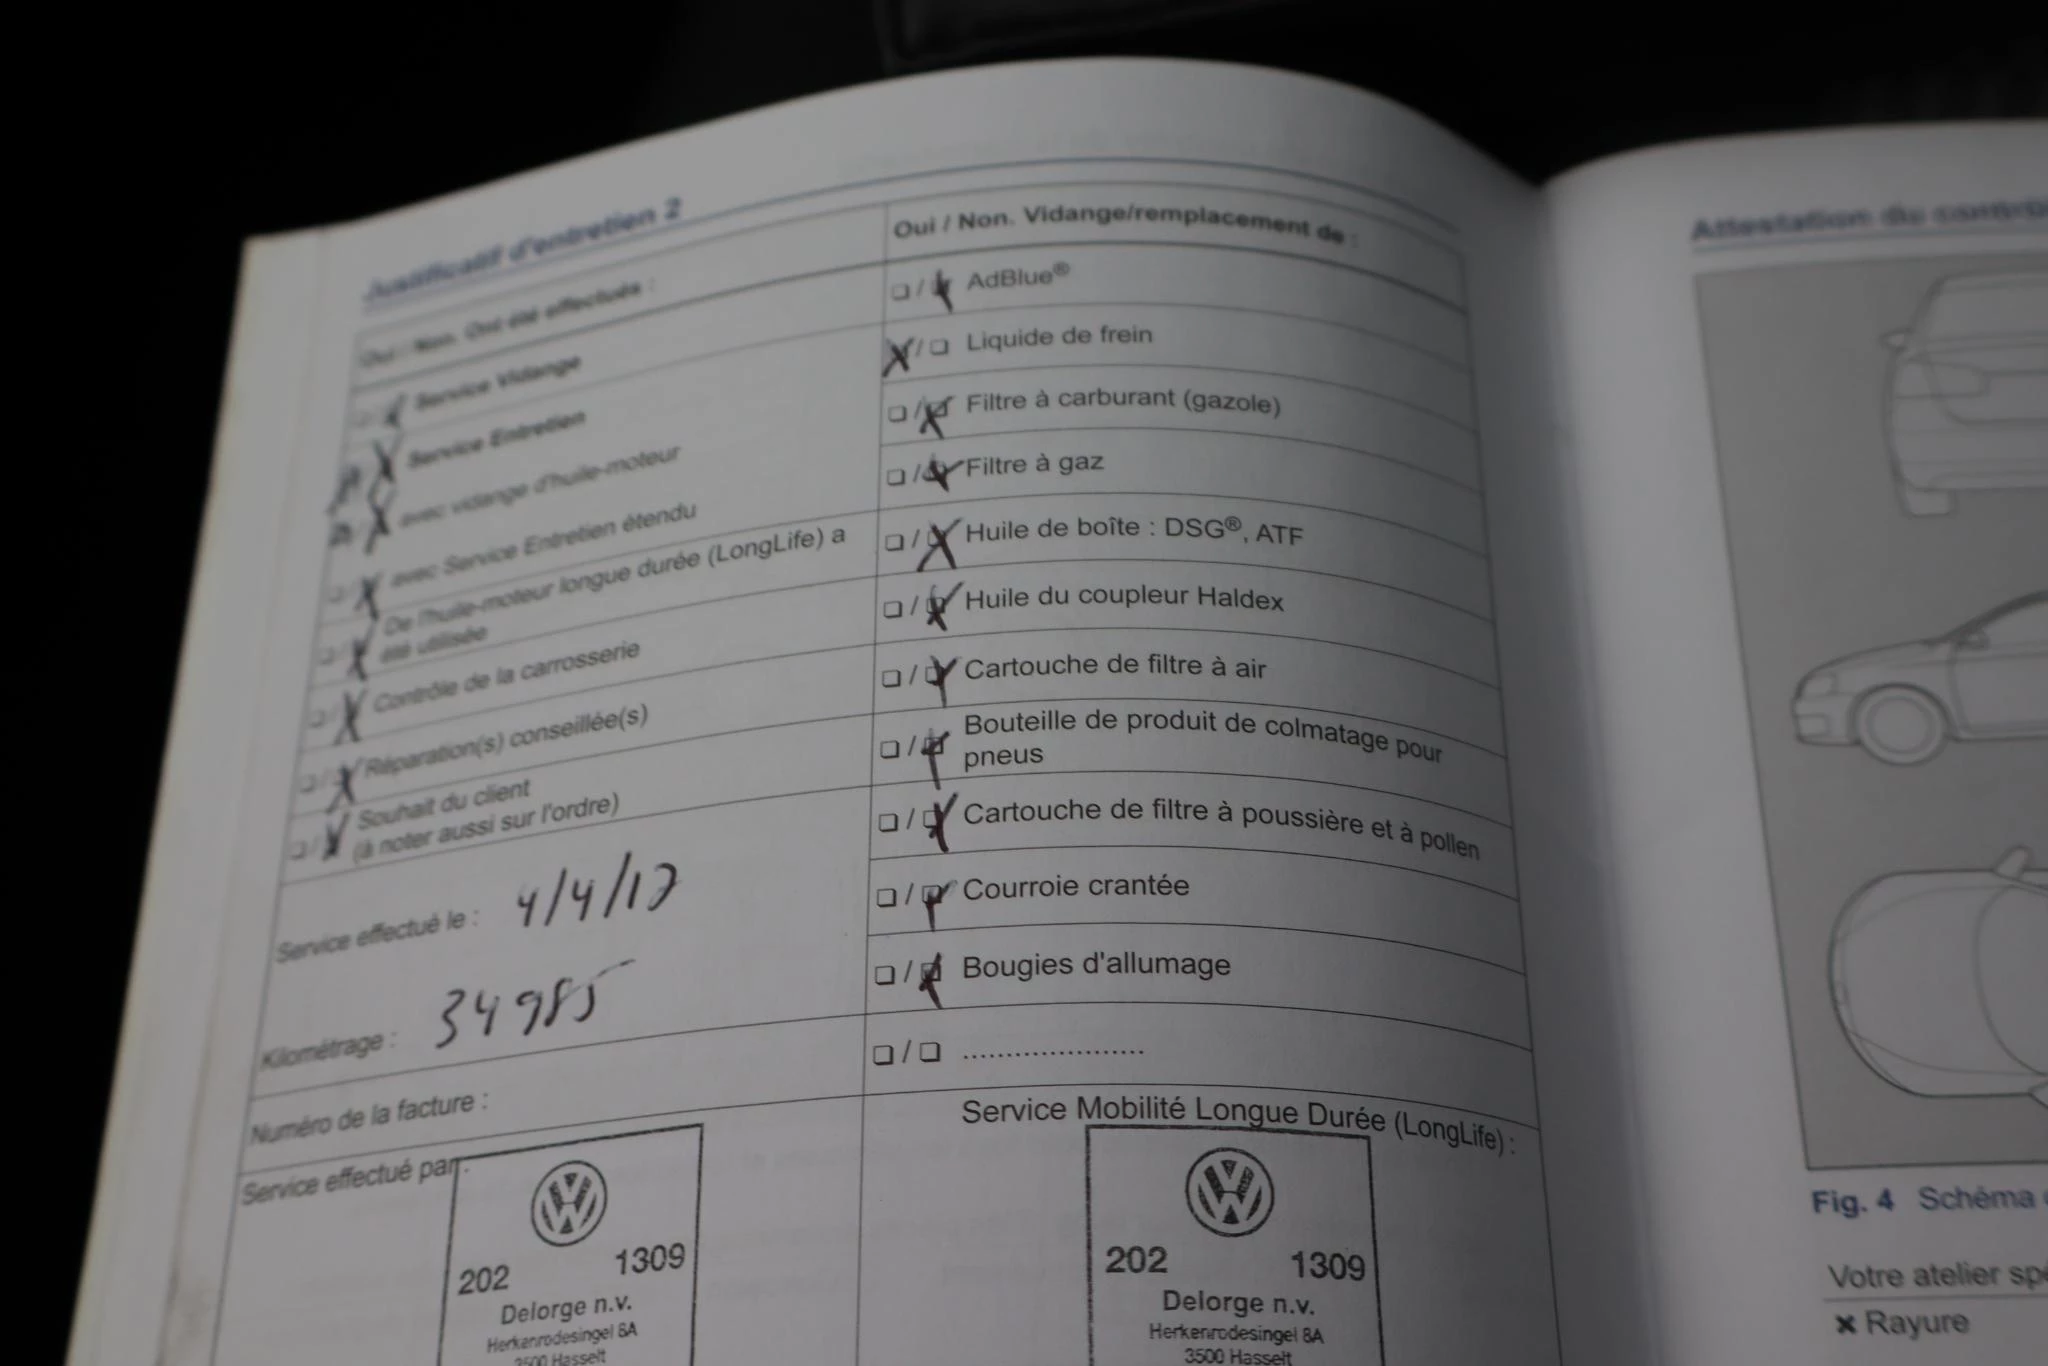 Justificatif d'entretien 2
Oui / Non. Ont été effectués :
Service Vidange
Service Entretien
avec vidange d'huile-moteur
avec Service Entretien étendu
De l'huile-moteur longue durée (LongLife) a
été utilisée
Contrôle de la carrosserie
Réparation(s) conseillée(s)
Souhait du client
(à noter aussi sur l'ordre)
Service effectué le : 4/4/17
Kilométrage : 34985
Numéro de la facture :
Service effectué par :
202 1309
Delorge n.v.
Herkenrodesingel 8A
3500 Hasselt
Oui / Non. Vidange/remplacement de :
AdBlue®
Liquide de frein
Filtre à carburant (gazole)
Filtre à gaz
Huile de boîte : DSG®, ATF
Huile du coupleur Haldex
Cartouche de filtre à air
Bouteille de produit de colmatage pour
pneus
Cartouche de filtre à poussière et à pollen
Courroie crantée
Bougies d'allumage
.....................
Service Mobilité Longue Durée (LongLife) :
202 1309
Delorge n.v.
Herkenrodesingel 8A
3500 Hasselt
Attestation du
Fig. 4 Schéma
Votre atelier
✖ Rayure